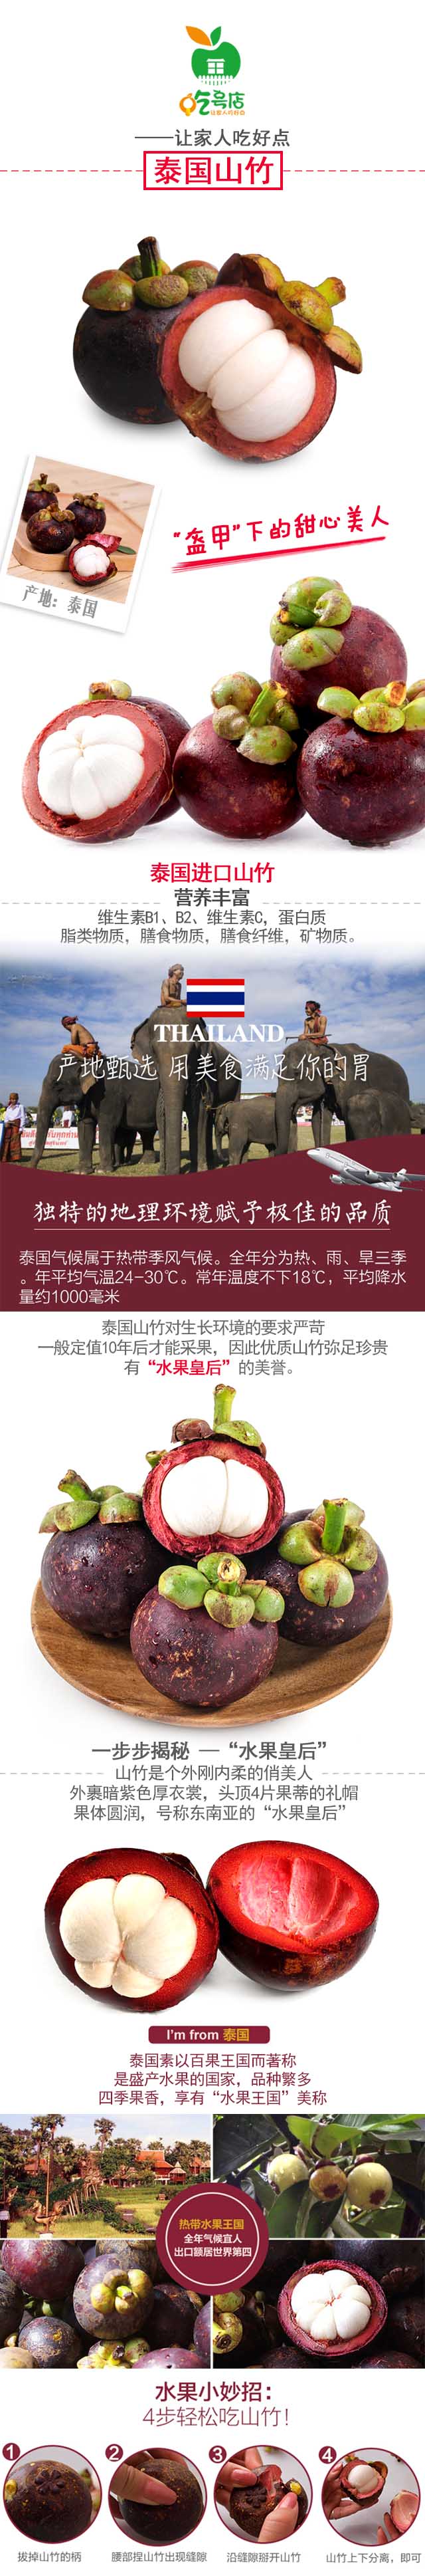 吃号店
让家人吃好点
——让家人吃好点
泰国山竹
“盔甲”下的甜心美人
产地：泰国
泰国进口山竹
营养丰富
维生素B1、B2、维生素C，蛋白质
脂类物质，膳食物质，膳食纤维，矿物质。
THAILAND
产地甄选 用美食满足你的胃
独特的地理环境赋予极佳的品质
泰国气候属于热带季风气候。全年分为热、雨、旱三季
。年平均气温24-30℃。常年温度不下18℃，平均降水
量约1000毫米
泰国山竹对生长环境的要求严苛
一般定值10年后才能采果，因此优质山竹弥足珍贵
有“水果皇后”的美誉。
一步步揭秘 —“水果皇后”
山竹是个外刚内柔的俏美人
外裹暗紫色厚衣裳，头顶4片果蒂的礼帽
果体圆润，号称东南亚的“水果皇后”
I'm from 泰国
泰国素以百果王国而著称
是盛产水果的国家，品种繁多
四季果香，享有“水果王国”美称
热带水果王国
全年气候宜人
出口额居世界第四
水果小妙招：
4步轻松吃山竹！
1
2
3
4
拔掉山竹的柄
腰部捏山竹出现缝隙
沿缝隙掰开山竹
山竹上下分离，即可